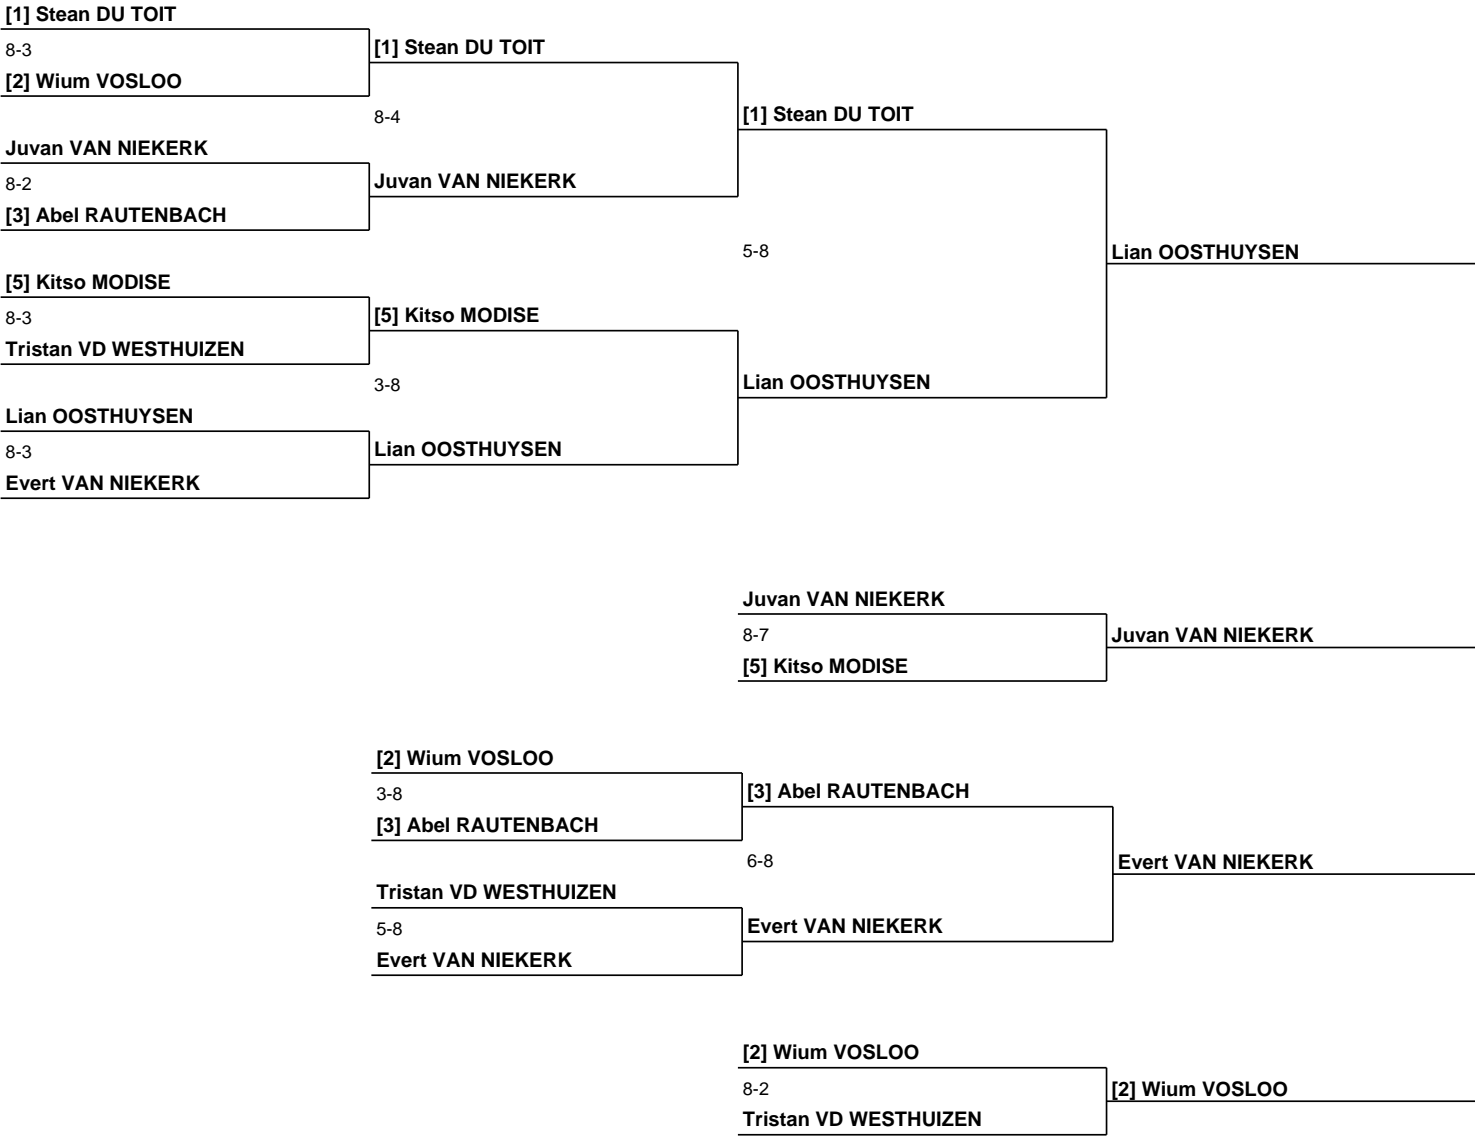 [1] Stean DU TOIT
8-3
[1] Stean DU TOIT
[2] Wium VOSLOO
8-4
[1] Stean DU TOIT
Juvan VAN NIEKERK
8-2
Juvan VAN NIEKERK
[3] Abel RAUTENBACH
5-8
Lian OOSTHUYSEN
[5] Kitso MODISE
8-3
[5] Kitso MODISE
Tristan VD WESTHUIZEN
3-8
Lian OOSTHUYSEN
Lian OOSTHUYSEN
8-3
Lian OOSTHUYSEN
Evert VAN NIEKERK
Juvan VAN NIEKERK
8-7
Juvan VAN NIEKERK
[5] Kitso MODISE
[2] Wium VOSLOO
3-8
[3] Abel RAUTENBACH
[3] Abel RAUTENBACH
6-8
Evert VAN NIEKERK
Tristan VD WESTHUIZEN
5-8
Evert VAN NIEKERK
Evert VAN NIEKERK
[2] Wium VOSLOO
8-2
[2] Wium VOSLOO
Tristan VD WESTHUIZEN